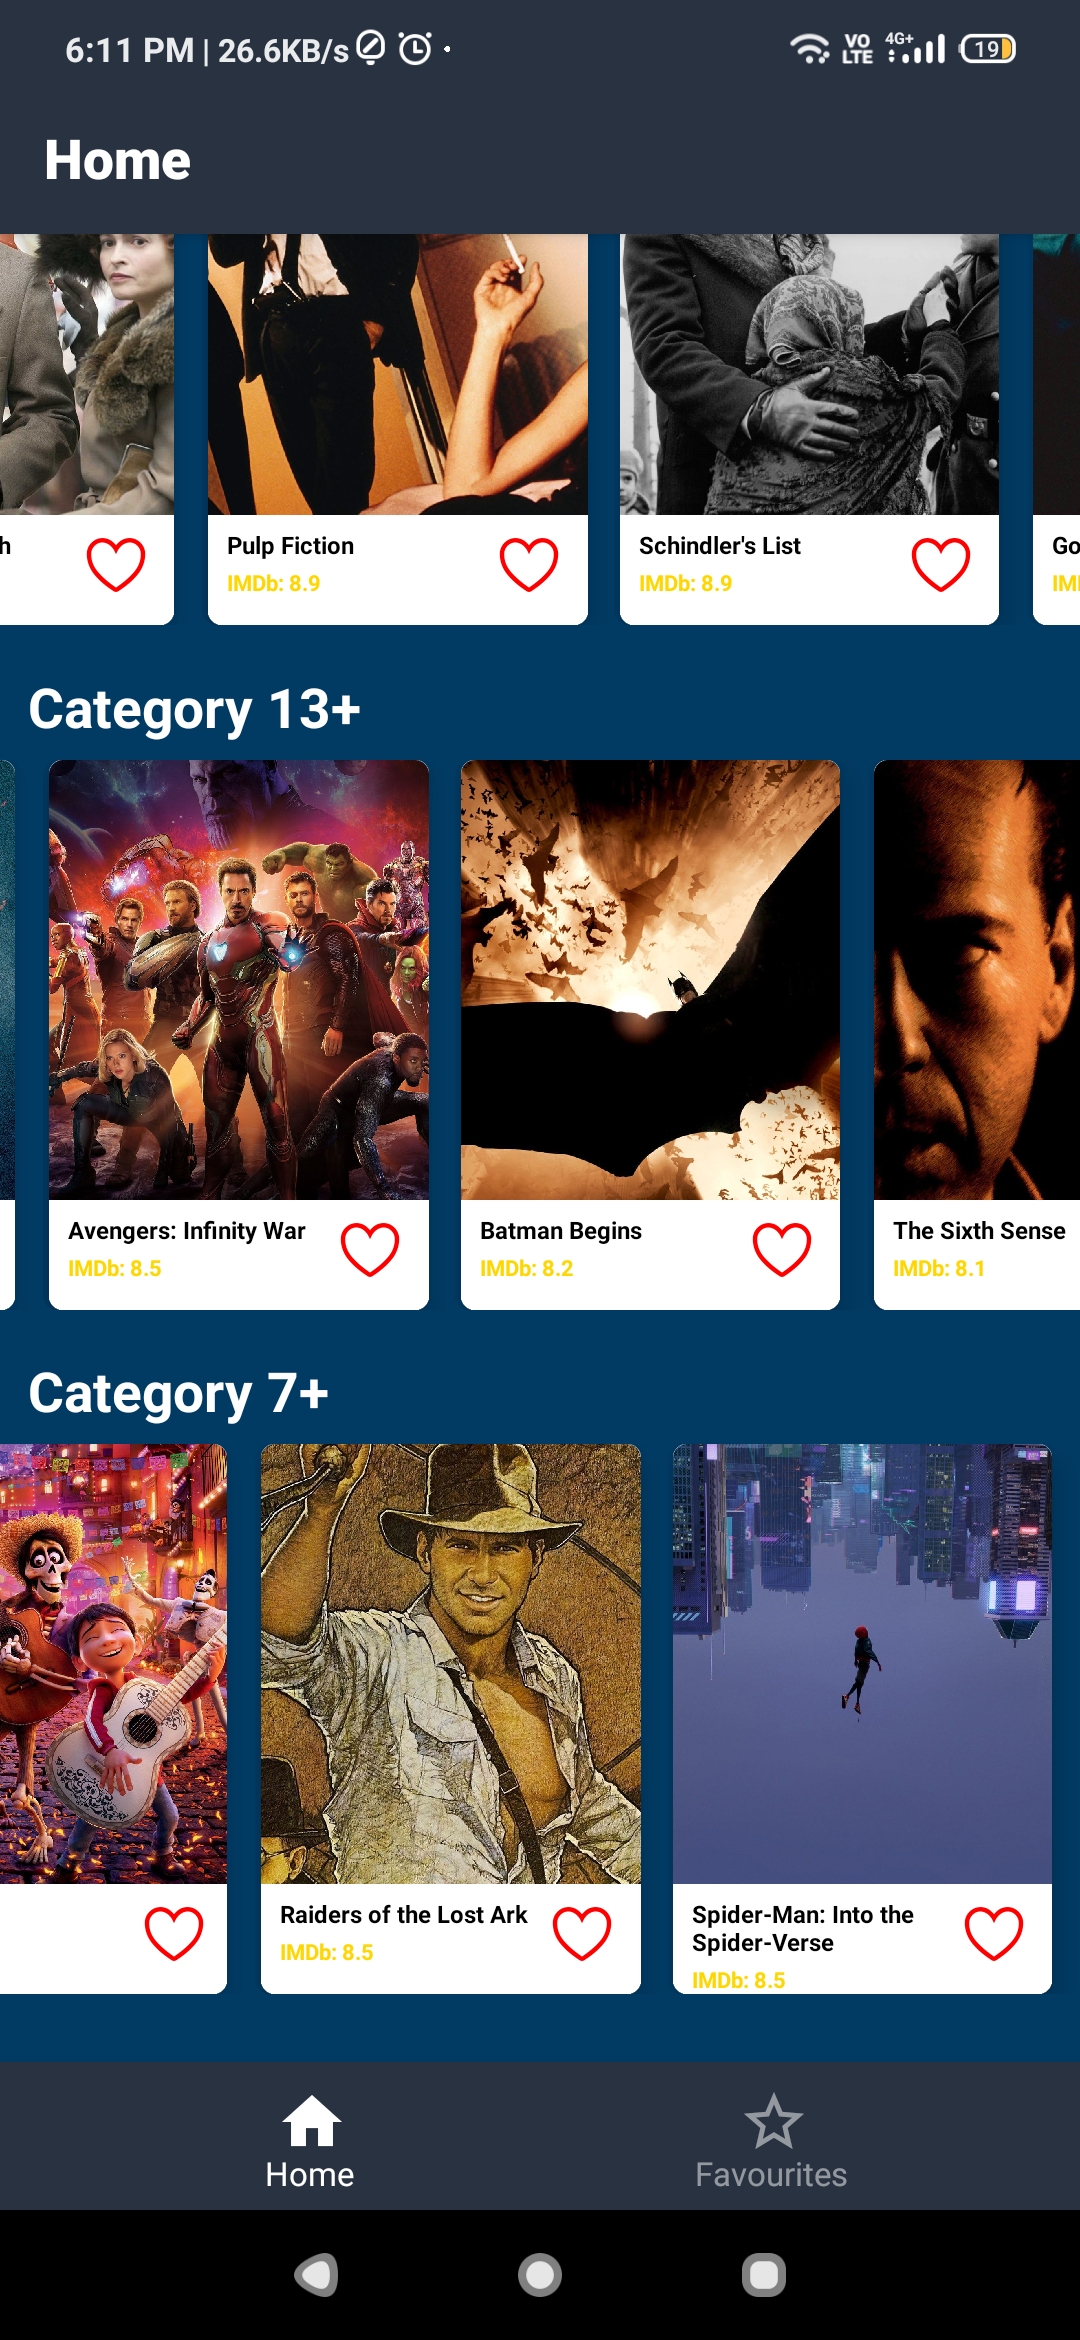 6:11 PM | 26.6KB/s
VO LTE 4G+ 19
Home
h
Pulp Fiction
IMDb: 8.9
Schindler's List
IMDb: 8.9
Go
IM
Category 13+
Avengers: Infinity War
IMDb: 8.5
Batman Begins
IMDb: 8.2
The Sixth Sense
IMDb: 8.1
Category 7+
Raiders of the Lost Ark
IMDb: 8.5
Spider-Man: Into the
Spider-Verse
IMDb: 8.5
Home
Favourites